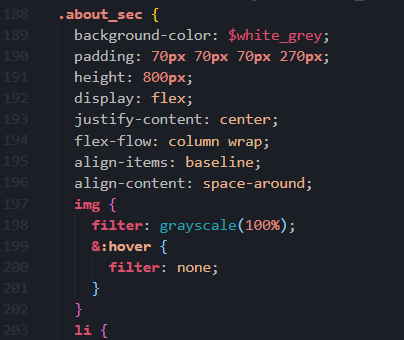 188 .about_sec {
189 background-color: $white_grey;
190 padding: 70px 70px 70px 270px;
191 height: 800px;
192 display: flex;
193 justify-content: center;
194 flex-flow: column wrap;
195 align-items: baseline;
196 align-content: space-around;
197 img {
198 filter: grayscale(100%);
199 &:hover {
200 filter: none;
201 }
202 }
203 li {